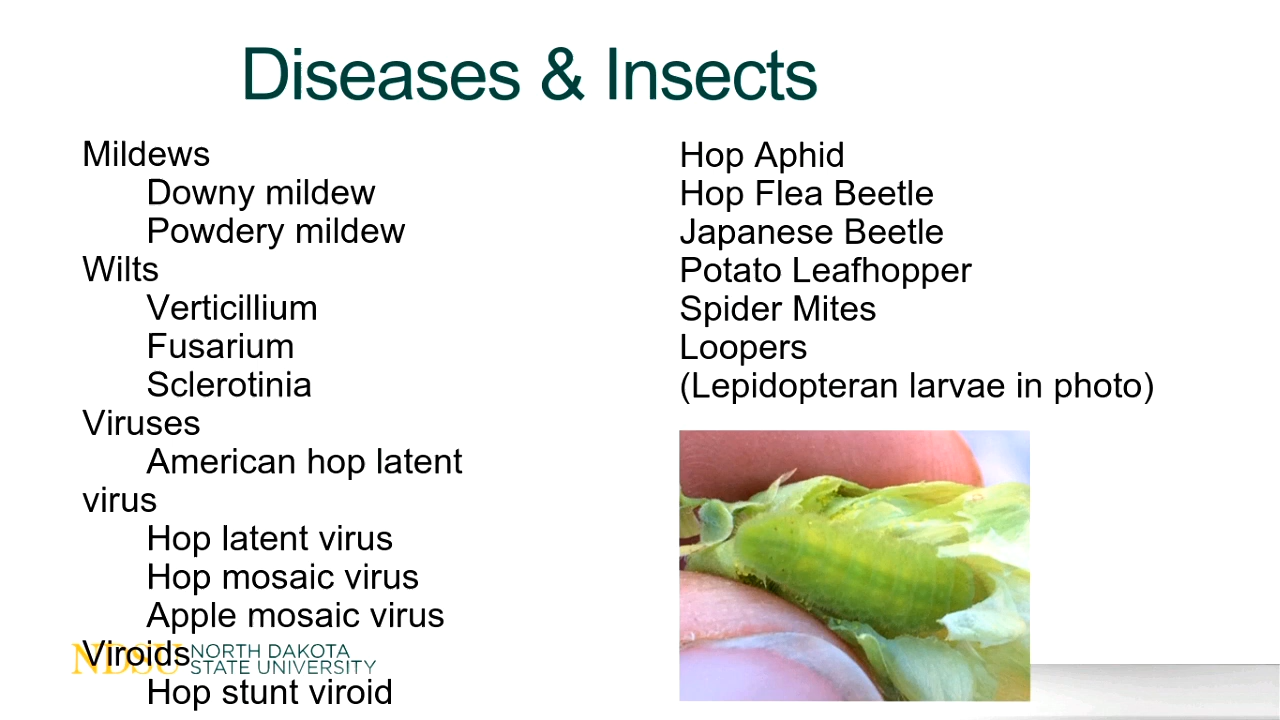 Diseases & Insects
Mildews
Downy mildew
Powdery mildew
Wilts
Verticillium
Fusarium
Sclerotinia
Viruses
American hop latent
virus
Hop latent virus
Hop mosaic virus
Apple mosaic virus
Viroids
Hop stunt viroid
Hop Aphid
Hop Flea Beetle
Japanese Beetle
Potato Leafhopper
Spider Mites
Loopers
(Lepidopteran larvae in photo)
NDSU NORTH DAKOTA
STATE UNIVERSITY